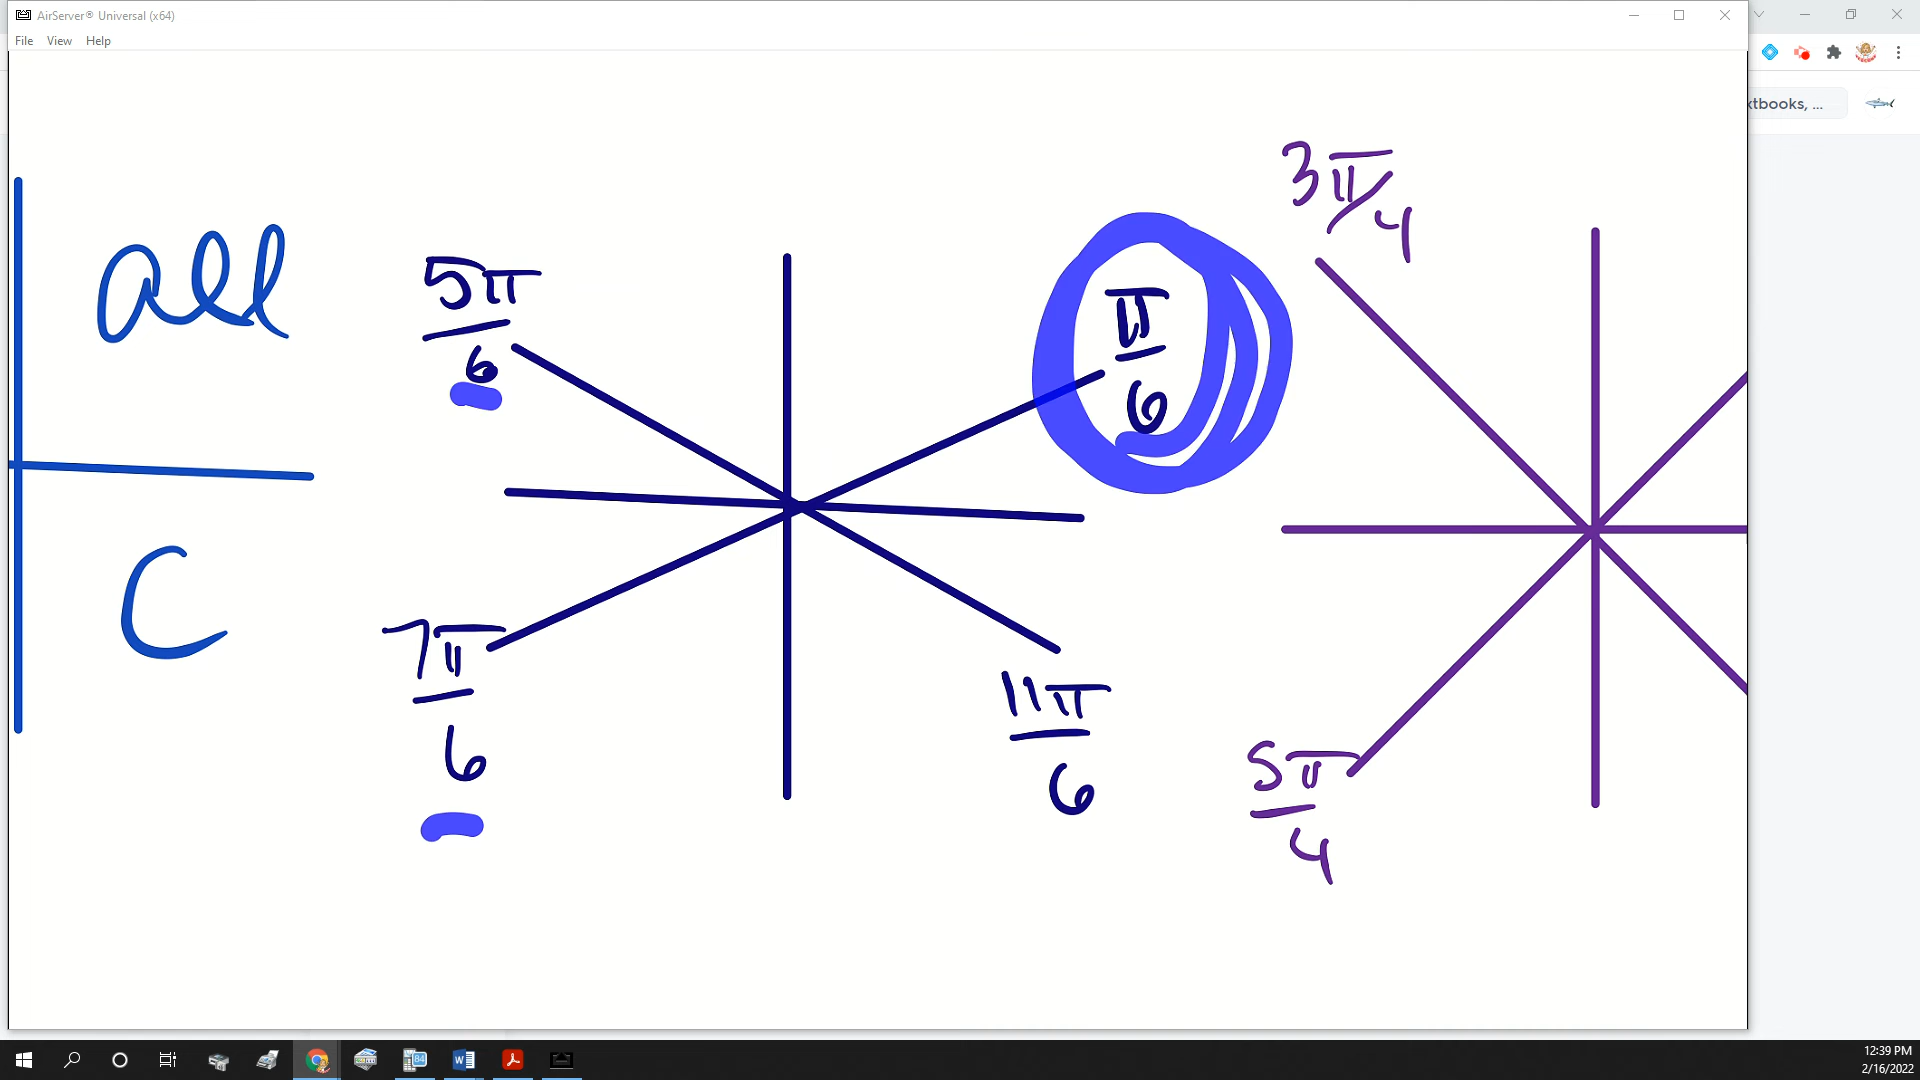 AirServer® Universal (x64)
File View Help
xtbooks, ...
all
C
5π/6
π/6
7π/6
11π/6
3π/4
5π/4
12:39 PM
2/16/2022